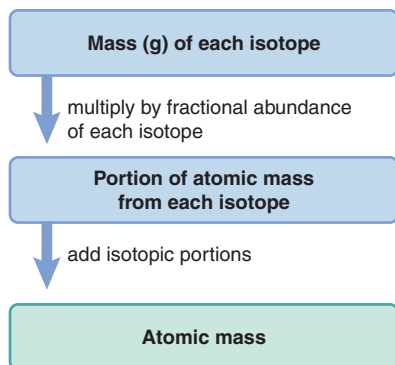 Mass (g) of each isotope
multiply by fractional abundance
of each isotope
Portion of atomic mass
from each isotope
add isotopic portions
Atomic mass